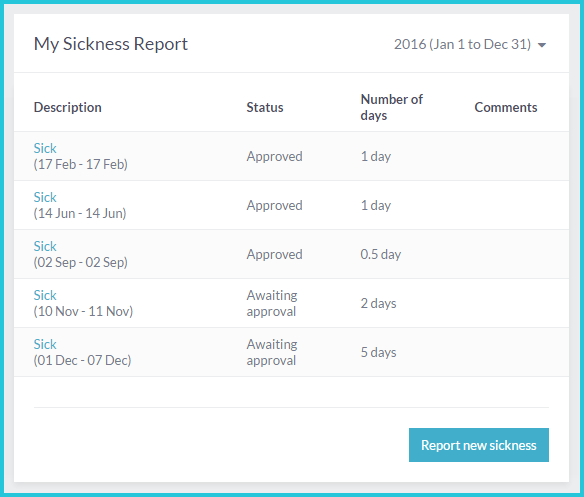 My Sickness Report
2016 (Jan 1 to Dec 31)
Description Status Number of days Comments
Sick
(17 Feb - 17 Feb) Approved 1 day
Sick
(14 Jun - 14 Jun) Approved 1 day
Sick
(02 Sep - 02 Sep) Approved 0.5 day
Sick
(10 Nov - 11 Nov) Awaiting approval 2 days
Sick
(01 Dec - 07 Dec) Awaiting approval 5 days
Report new sickness